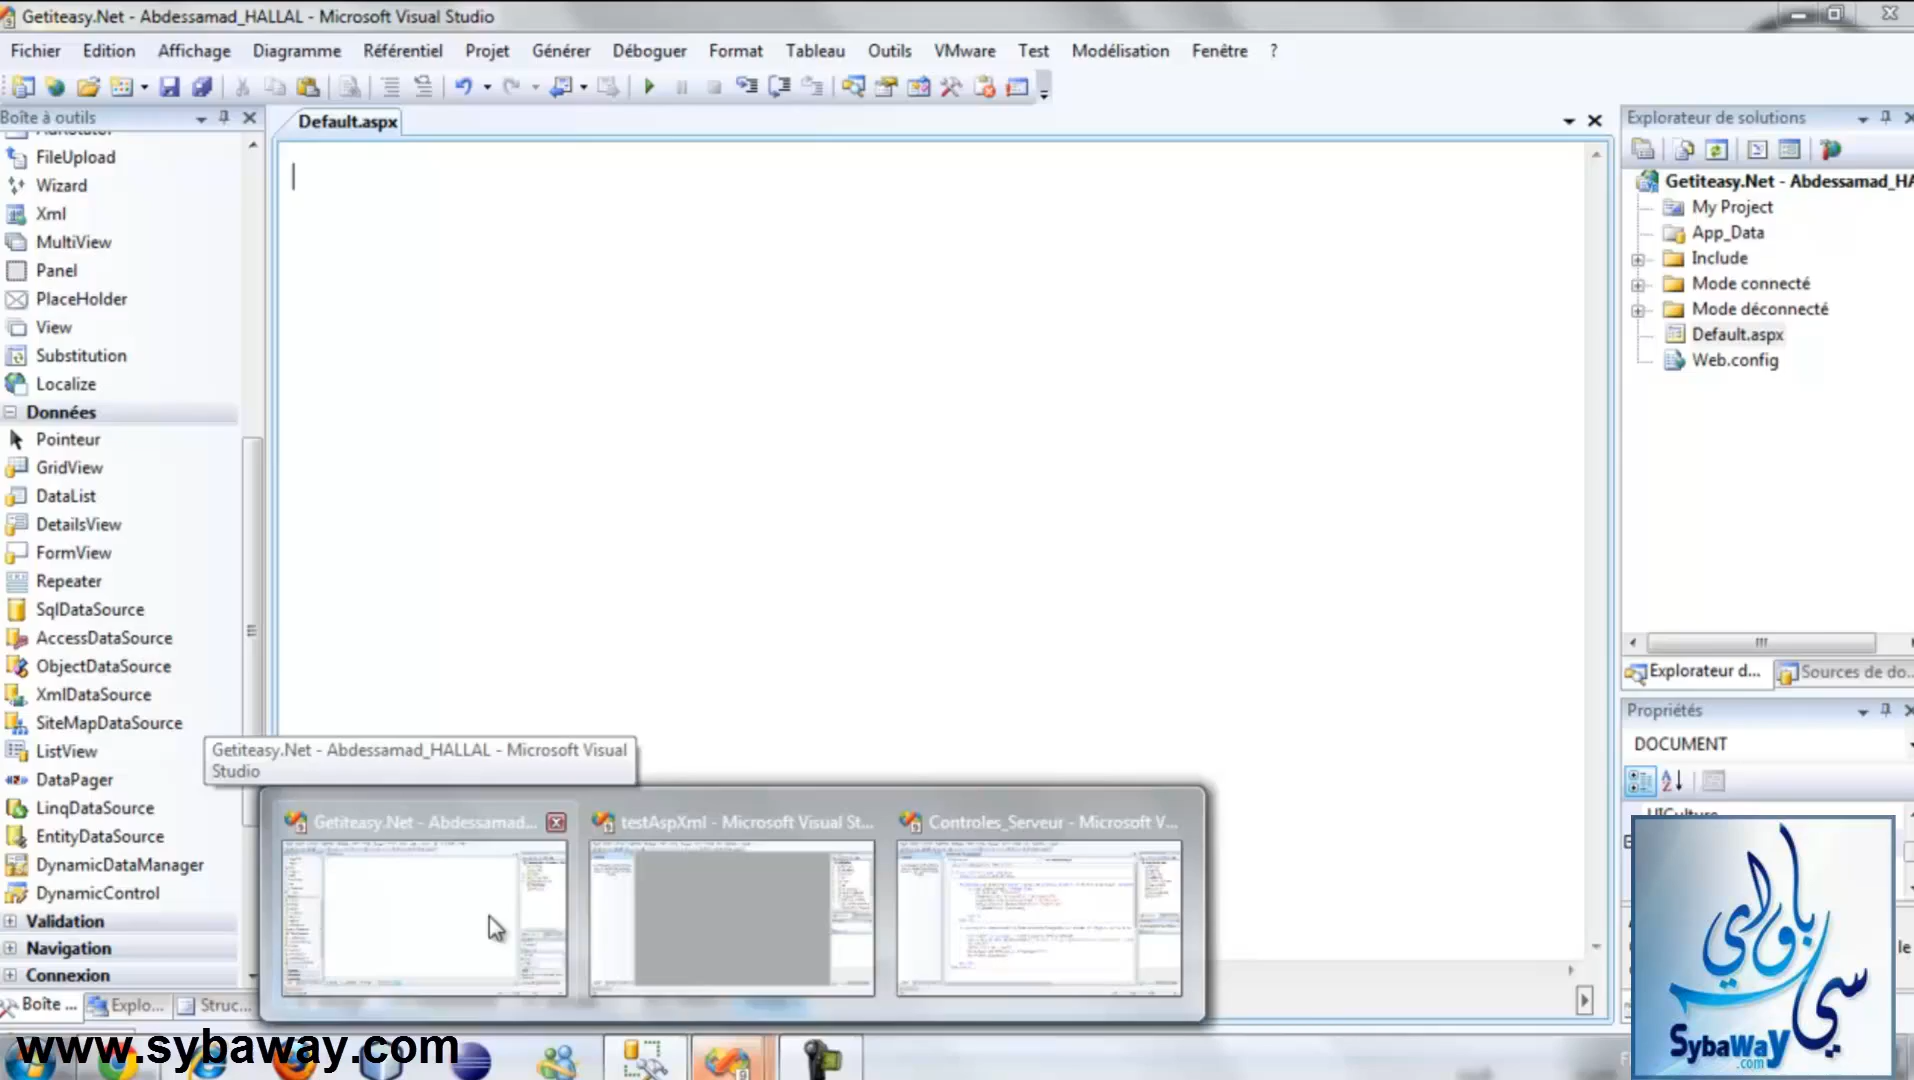 Getiteasy.Net - Abdessamad_HALLAL - Microsoft Visual Studio
Fichier Edition Affichage Diagramme Référentiel Projet Générer Déboguer Format Tableau Outils VMware Test Modélisation Fenêtre ?
Boîte à outils
FileUpload
Wizard
Xml
MultiView
Panel
PlaceHolder
View
Substitution
Localize
Données
Pointeur
GridView
DataList
DetailsView
FormView
Repeater
SqlDataSource
AccessDataSource
ObjectDataSource
XmlDataSource
SiteMapDataSource
ListView
DataPager
LinqDataSource
EntityDataSource
DynamicDataManager
DynamicControl
Validation
Navigation
Connexion
Boîte ... Explo... Struc...
Default.aspx
Getiteasy.Net - Abdessamad_HALLAL - Microsoft Visual
Studio
Getiteasy.Net - Abdessamad... testAspXml - Microsoft Visual St... Controles_Serveur - Microsoft V...
Explorateur de solutions
Getiteasy.Net - Abdessamad_HA
My Project
App_Data
Include
Mode connecté
Mode déconnecté
Default.aspx
Web.config
Explorateur d... Sources de do...
Propriétés
DOCUMENT
UICulture
le
سي باواي
SybaWay
.com
www.sybaway.com